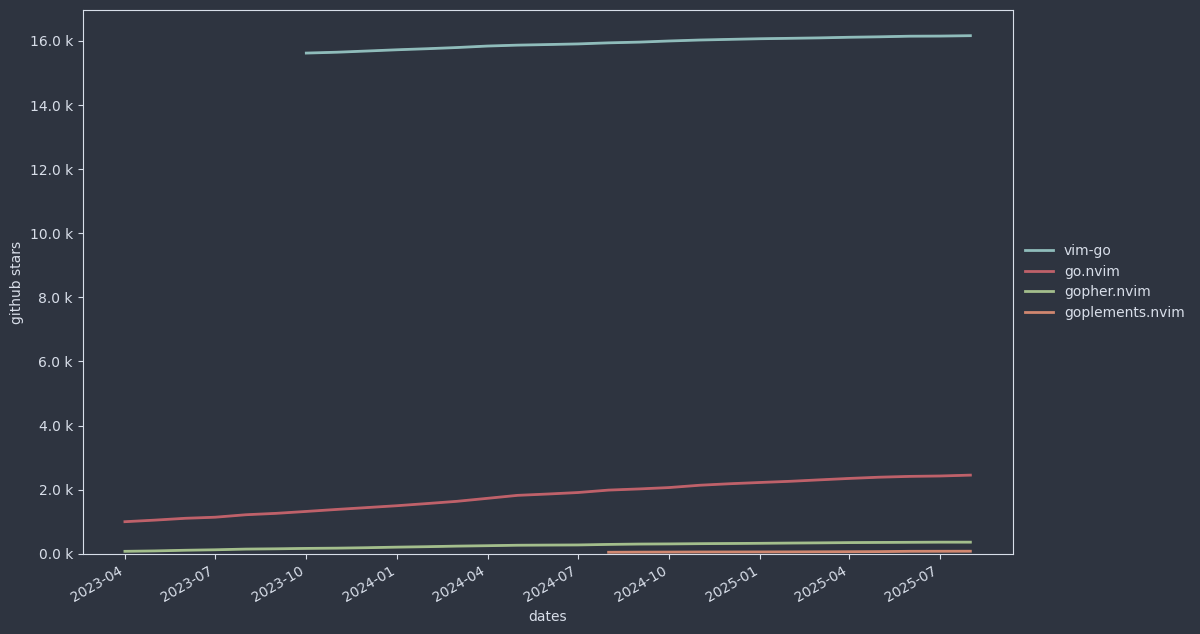 16.0 k
14.0 k
12.0 k
10.0 k
8.0 k
6.0 k
4.0 k
2.0 k
0.0 k
github stars
2023-04
2023-07
2023-10
2024-01
2024-04
2024-07
2024-10
2025-01
2025-04
2025-07
dates
vim-go
go.nvim
gopher.nvim
goplements.nvim